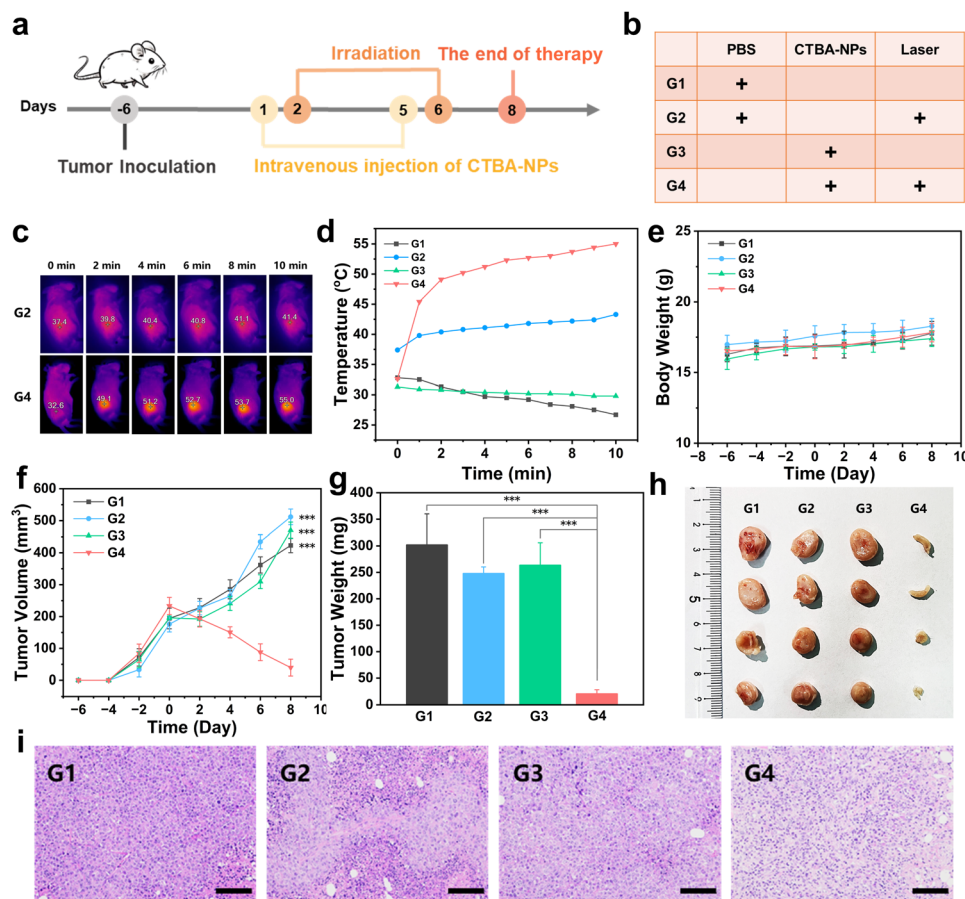 a
Irradiation
The end of therapy
Days
-6
1
2
5
6
8
Tumor Inoculation
Intravenous injection of CTBA-NPs
b
PBS CTBA-NPs Laser
G1 +
G2 + +
G3 +
G4 + +
c
0 min 2 min 4 min 6 min 8 min 10 min
G2
37.4 39.8 40.4 40.8 41.1 41.4
G4
32.6 49.1 51.2 52.7 53.7 55.0
d
G1
G2
G3
G4
Temperature (°C)
55
50
45
40
35
30
25
0 2 4 6 8 10
Time (min)
e
G1
G2
G3
G4
Body Weight (g)
25
20
15
10
−8 −6 −4 −2 0 2 4 6 8 10
Time (Day)
f
G1
G2
G3
G4
***
***
***
Tumor Volume (mm³)
600
500
400
300
200
100
0
−6 −4 −2 0 2 4 6 8 10
Time (Day)
g
***
***
***
Tumor Weight (mg)
400
350
300
250
200
150
100
50
0
G1 G2 G3 G4
h
G1 G2 G3 G4
2
3
5
6
7
8
9
i
G1
G2
G3
G4